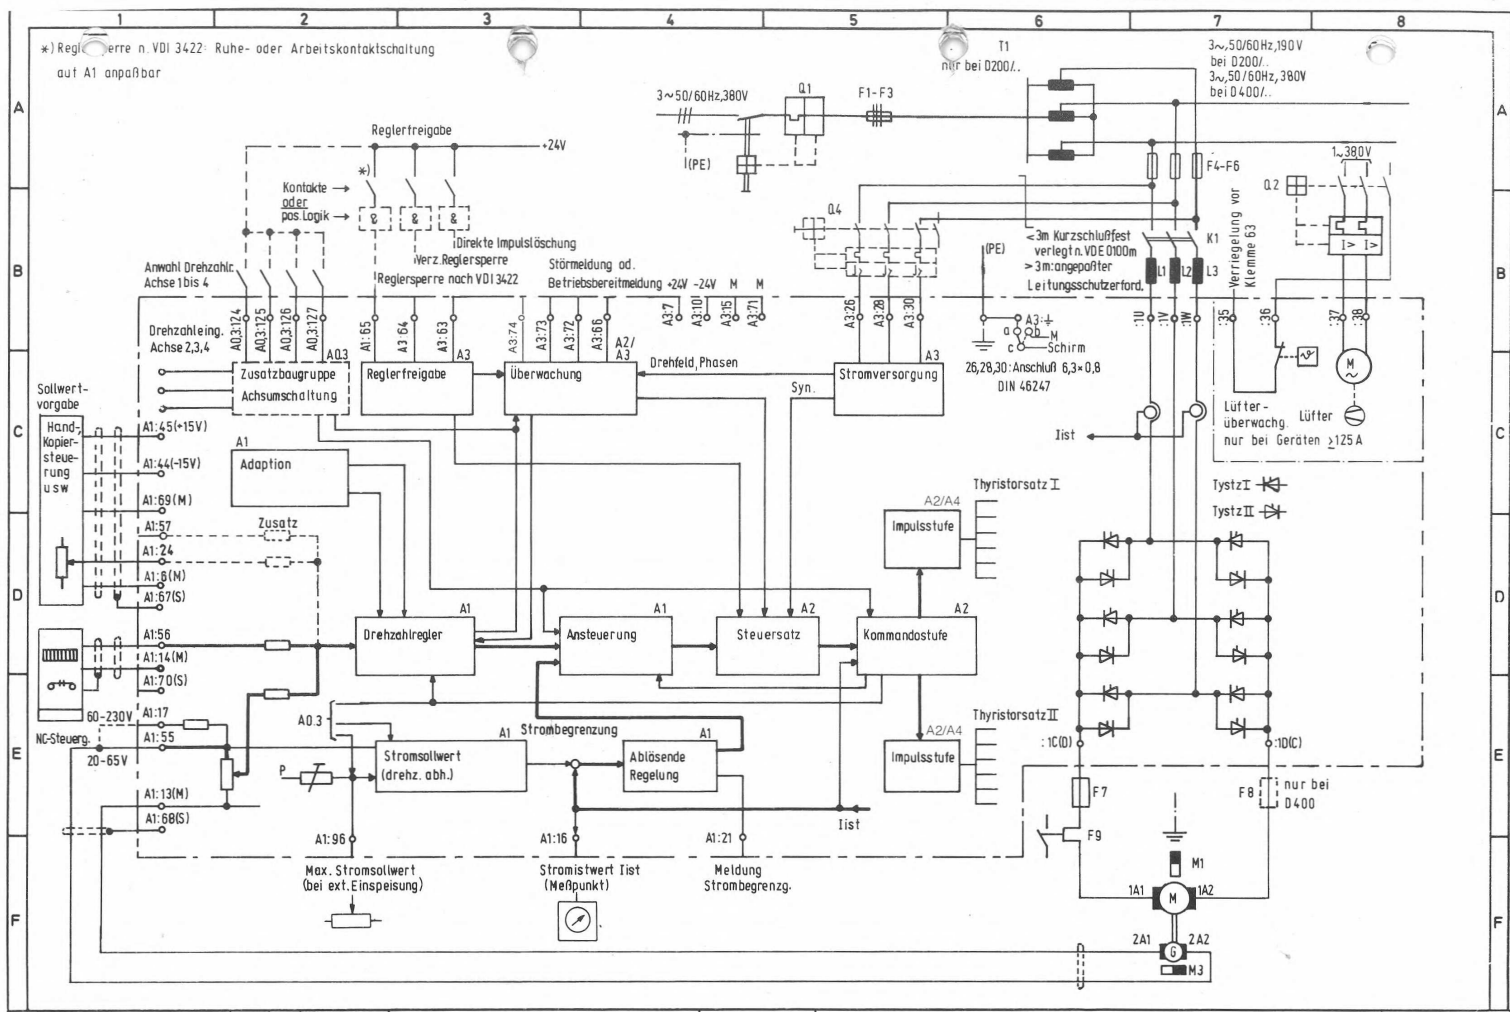 1 2 3 4 5 6 7 8
*) Regl erre n. VDI 3422: Ruhe- oder Arbeitskontaktschaltung
auf A1 anpaßbar
T1
nur bei D200/..
3~,50/60Hz,190V
bei D200/..
3~,50/60Hz,380V
bei D400/..
A
A
3~50/60Hz,380V
Q1
F1-F3
Reglerfreigabe
+24V
(PE)
*)
F4-F6
1~380V
Q2
Kontakte
oder
pos. Logik
&
&
&
Q4
Verriegelung vor
Klemme 63
K1
(PE)
<3m Kurzschlußfest
verlegt n. VDE 0100m
>3m: angepaßter
Leitungsschutzerford.
L1
L2
L3
I>
I>
Direkte Impulslöschung
Verz. Reglersperre
Reglersperre nach VDI 3422
B
B
Anwahl Drehzahlr.
Achse 1 bis 4
Störmeldung od.
Betriebsbereitmeldung
+24V
-24V
M
M
Drehzahleing.
Achse 2,3,4
A0,3:124
A0,3:125
A0,3:126
A0,3:127
A1:65
A3:64
A3:63
A3:74
A3:73
A3:72
A3:66
A3:7
A3:10
A3:15
A3:71
A3:26
A3:28
A3:30
A3:
a
b
M
c
Schirm
:1U
:1V
:1W
:35
:36
:37
:38
26,28,30: Anschluß 6,3×0,8
DIN 46247
A0.3
Zusatzbaugruppe
Achsumschaltung
A3
Reglerfreigabe
A2/
A3
Überwachung
Drehfeld, Phasen
Syn.
A3
Stromversorgung
ϑ
M
~
Sollwert-
vorgabe
Hand-,
Kopier-
steue-
rung
usw
C
C
A1:45(+15V)
A1:44(-15V)
A1:69(M)
A1:57
A1:24
A1:6(M)
A1:67(S)
A1
Adaption
Zusatz
Iist
Lüfter-
überwachg.
nur bei Geräten ≥125A
Lüfter
Thyristorsatz I
A2/A4
Impulsstufe
Tystz I
Tystz II
D
D
A1:56
A1:14(M)
A1:70(S)
A1
Drehzahlregler
A1
Ansteuerung
A2
Steuersatz
A2
Kommandostufe
60-230V
A1:17
NC-Steuerg.
A1:55
20-65V
A1:13(M)
A1:68(S)
A0.3
P
A1
Stromsollwert
(drehz. abh.)
Strombegrenzung
A1
Ablösende
Regelung
Thyristorsatz II
A2/A4
Impulsstufe
:1C(D)
:1D(C)
E
E
Iist
F7
F8
nur bei
D400
F9
A1:96
A1:16
A1:21
Max. Stromsollwert
(bei ext. Einspeisung)
Stromistwert Iist
(Meßpunkt)
Meldung
Strombegrenzg.
M1
1A1
M
1A2
F
F
2A1
G
2A2
M3